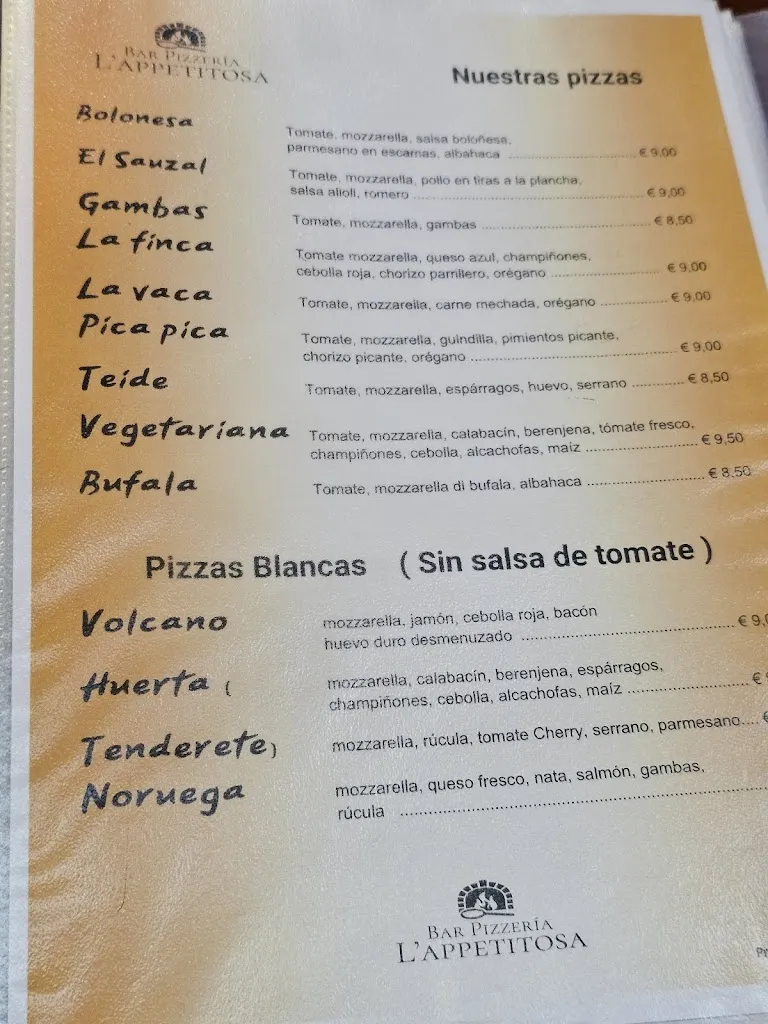 BAR PIZZERÍA
L'APPETITOSA
Nuestras pizzas
Bolonesa
Tomate, mozzarella, salsa boloñesa,
parmesano en escamas, albahaca ........ € 9,00
El Sauzal
Tomate, mozzarella, pollo en tiras a la plancha,
salsa alioli, romero ........ € 9,00
Gambas
Tomate, mozzarella, gambas ........ € 8,50
La finca
Tomate mozzarella, queso azul, champiñones,
cebolla roja, chorizo parrillero, orégano ........ € 9,00
La vaca
Tomate, mozzarella, carne mechada, orégano ........ € 9,00
Pica pica
Tomate, mozzarella, guindilla, pimientos picante,
chorizo picante, orégano ........ € 9,00
Teide
Tomate, mozzarella, espárragos, huevo, serrano ........ € 8,50
Vegetariana
Tomate, mozzarella, calabacín, berenjena, tómate fresco,
champiñones, cebolla, alcachofas, maíz ........ € 9,50
Bufala
Tomate, mozzarella di bufala, albahaca ........ € 8,50
Pizzas Blancas ( Sin salsa de tomate )
Volcano
mozzarella, jamón, cebolla roja, bacón
huevo duro desmenuzado ........ € 9,0
Huerta (
mozzarella, calabacín, berenjena, espárragos,
champiñones, cebolla, alcachofas, maíz ........ €
Tenderete)
mozzarella, rúcula, tomate Cherry, serrano, parmesano.... €
Noruega
mozzarella, queso fresco, nata, salmón, gambas,
rúcula ........
BAR PIZZERÍA
L'APPETITOSA